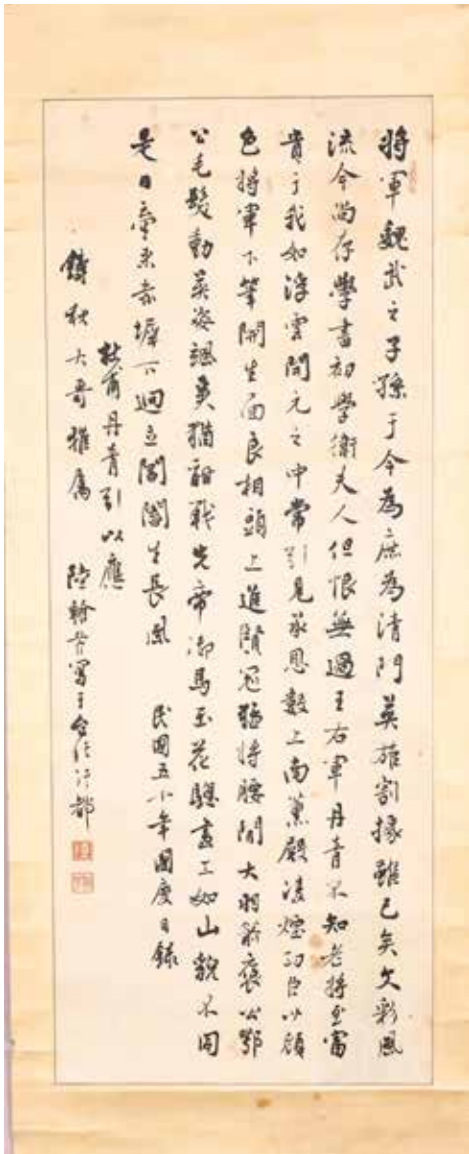 將軍魏武之子孫于今為庶為清門英雄割據雖已矣文彩風
流今尚存學書初學衛夫人但恨無過王右軍丹青不知老將至富
貴于我如浮雲開元之中常引見承恩數上南薰殿凌煙功臣少顏
色將軍下筆開生面良相頭上進賢冠猛將腰間大羽箭褒公鄂
公毛髮動英姿颯爽猶酣戰先帝御馬玉花驄畫工如山貌不同
是日牽來赤墀下迥立閶闔生長風 民國五十年國慶日錄
杜甫丹青引以應
鑄秋大哥雅屬 陸翰芹寫于台北行都